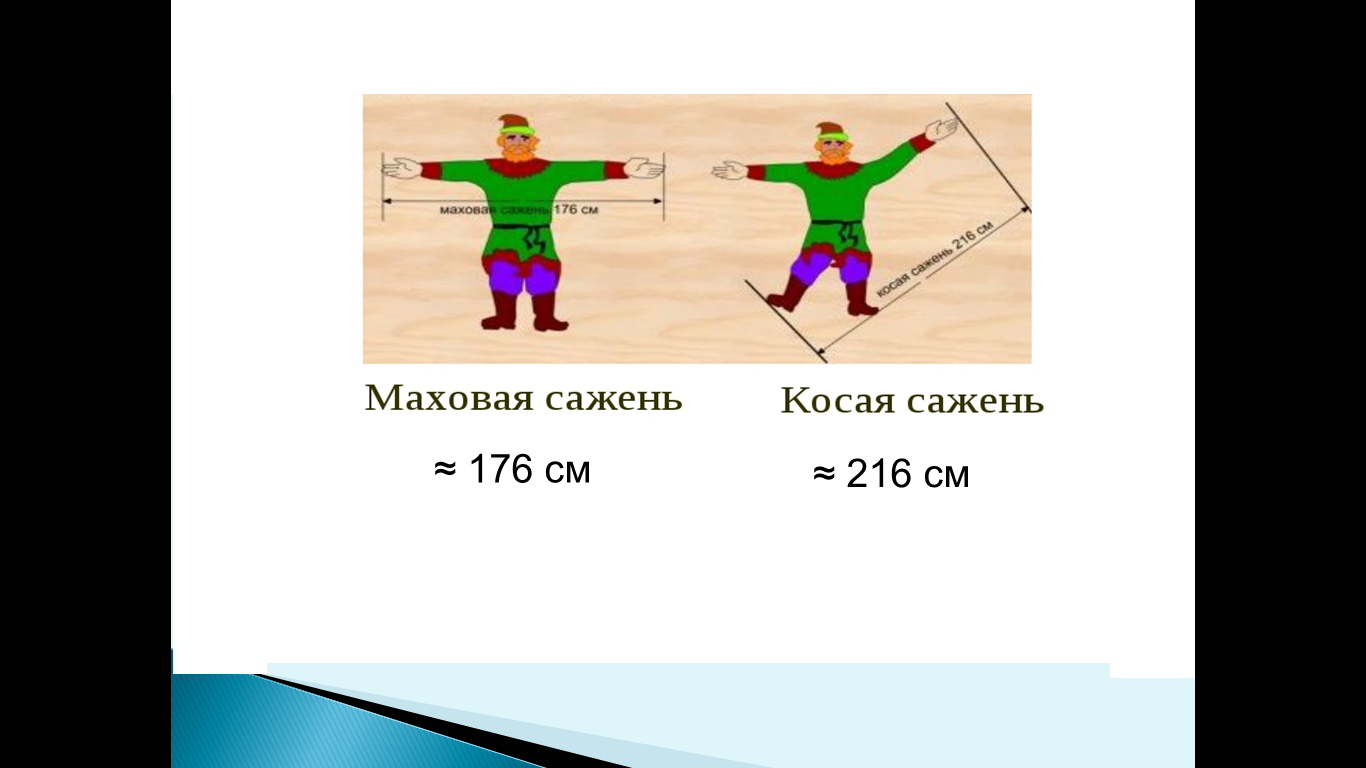 маховая сажень 176 см
косая сажень 216 см
Маховая сажень
Косая сажень
≈ 176 см
≈ 216 см